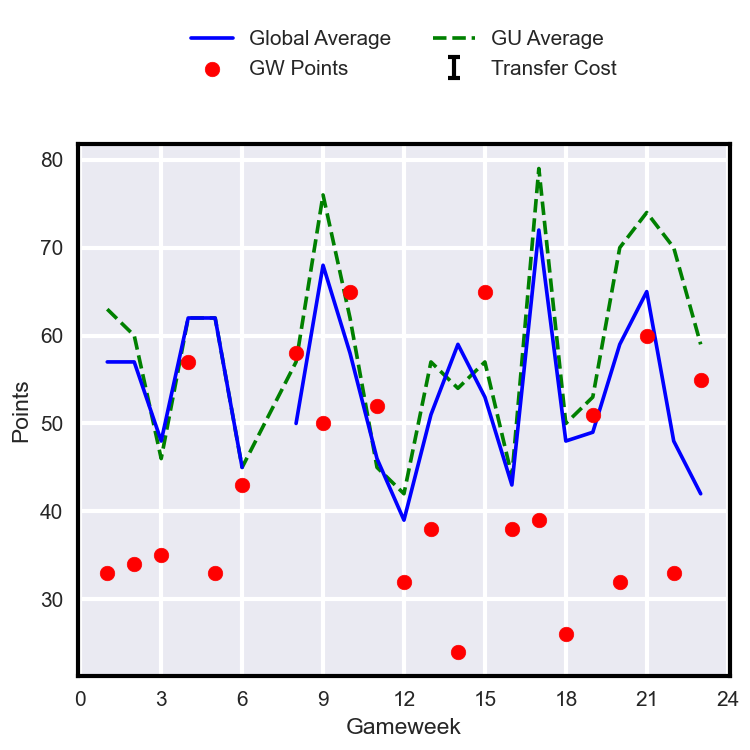 Global Average
GU Average
GW Points
Transfer Cost
80
70
60
50
40
30
Points
0 3 6 9 12 15 18 21 24
Gameweek